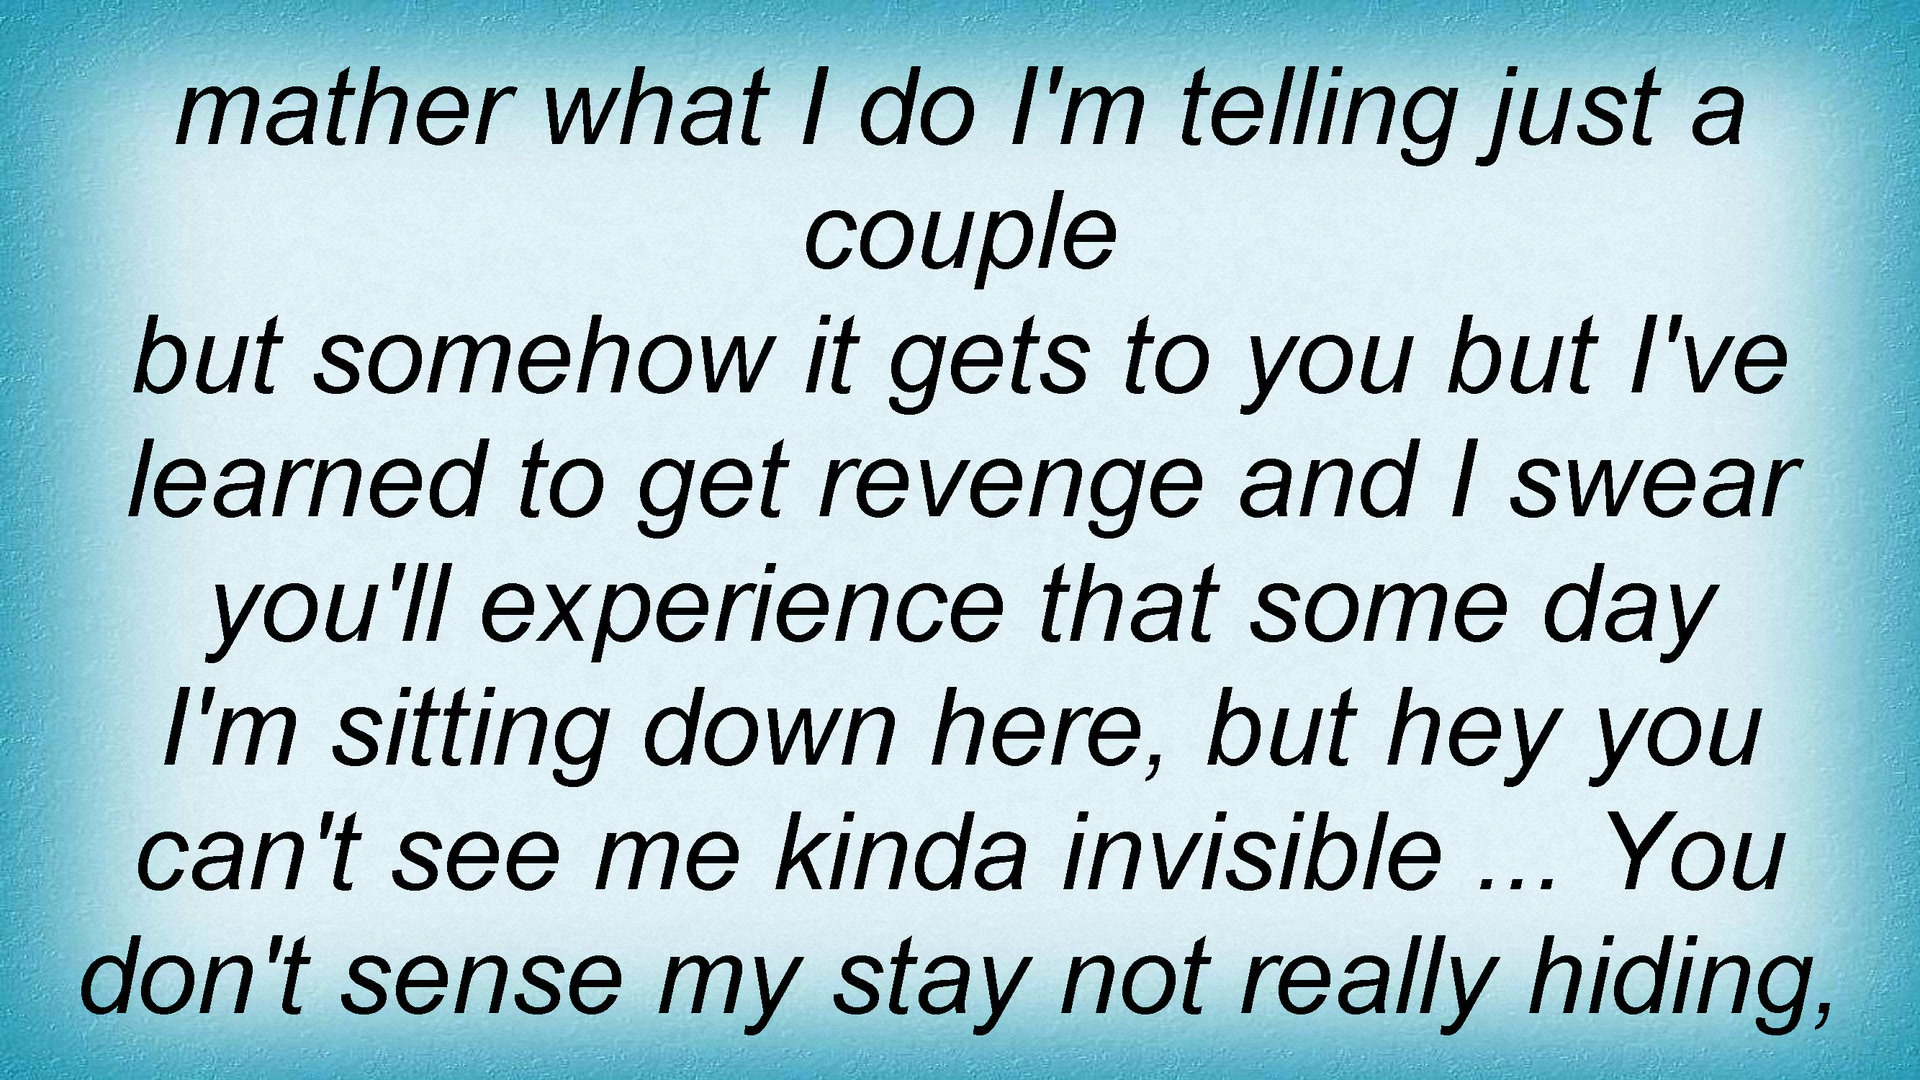 mather what I do I'm telling just a
couple
but somehow it gets to you but I've
learned to get revenge and I swear
you'll experience that some day
I'm sitting down here, but hey you
can't see me kinda invisible ... You
don't sense my stay not really hiding,